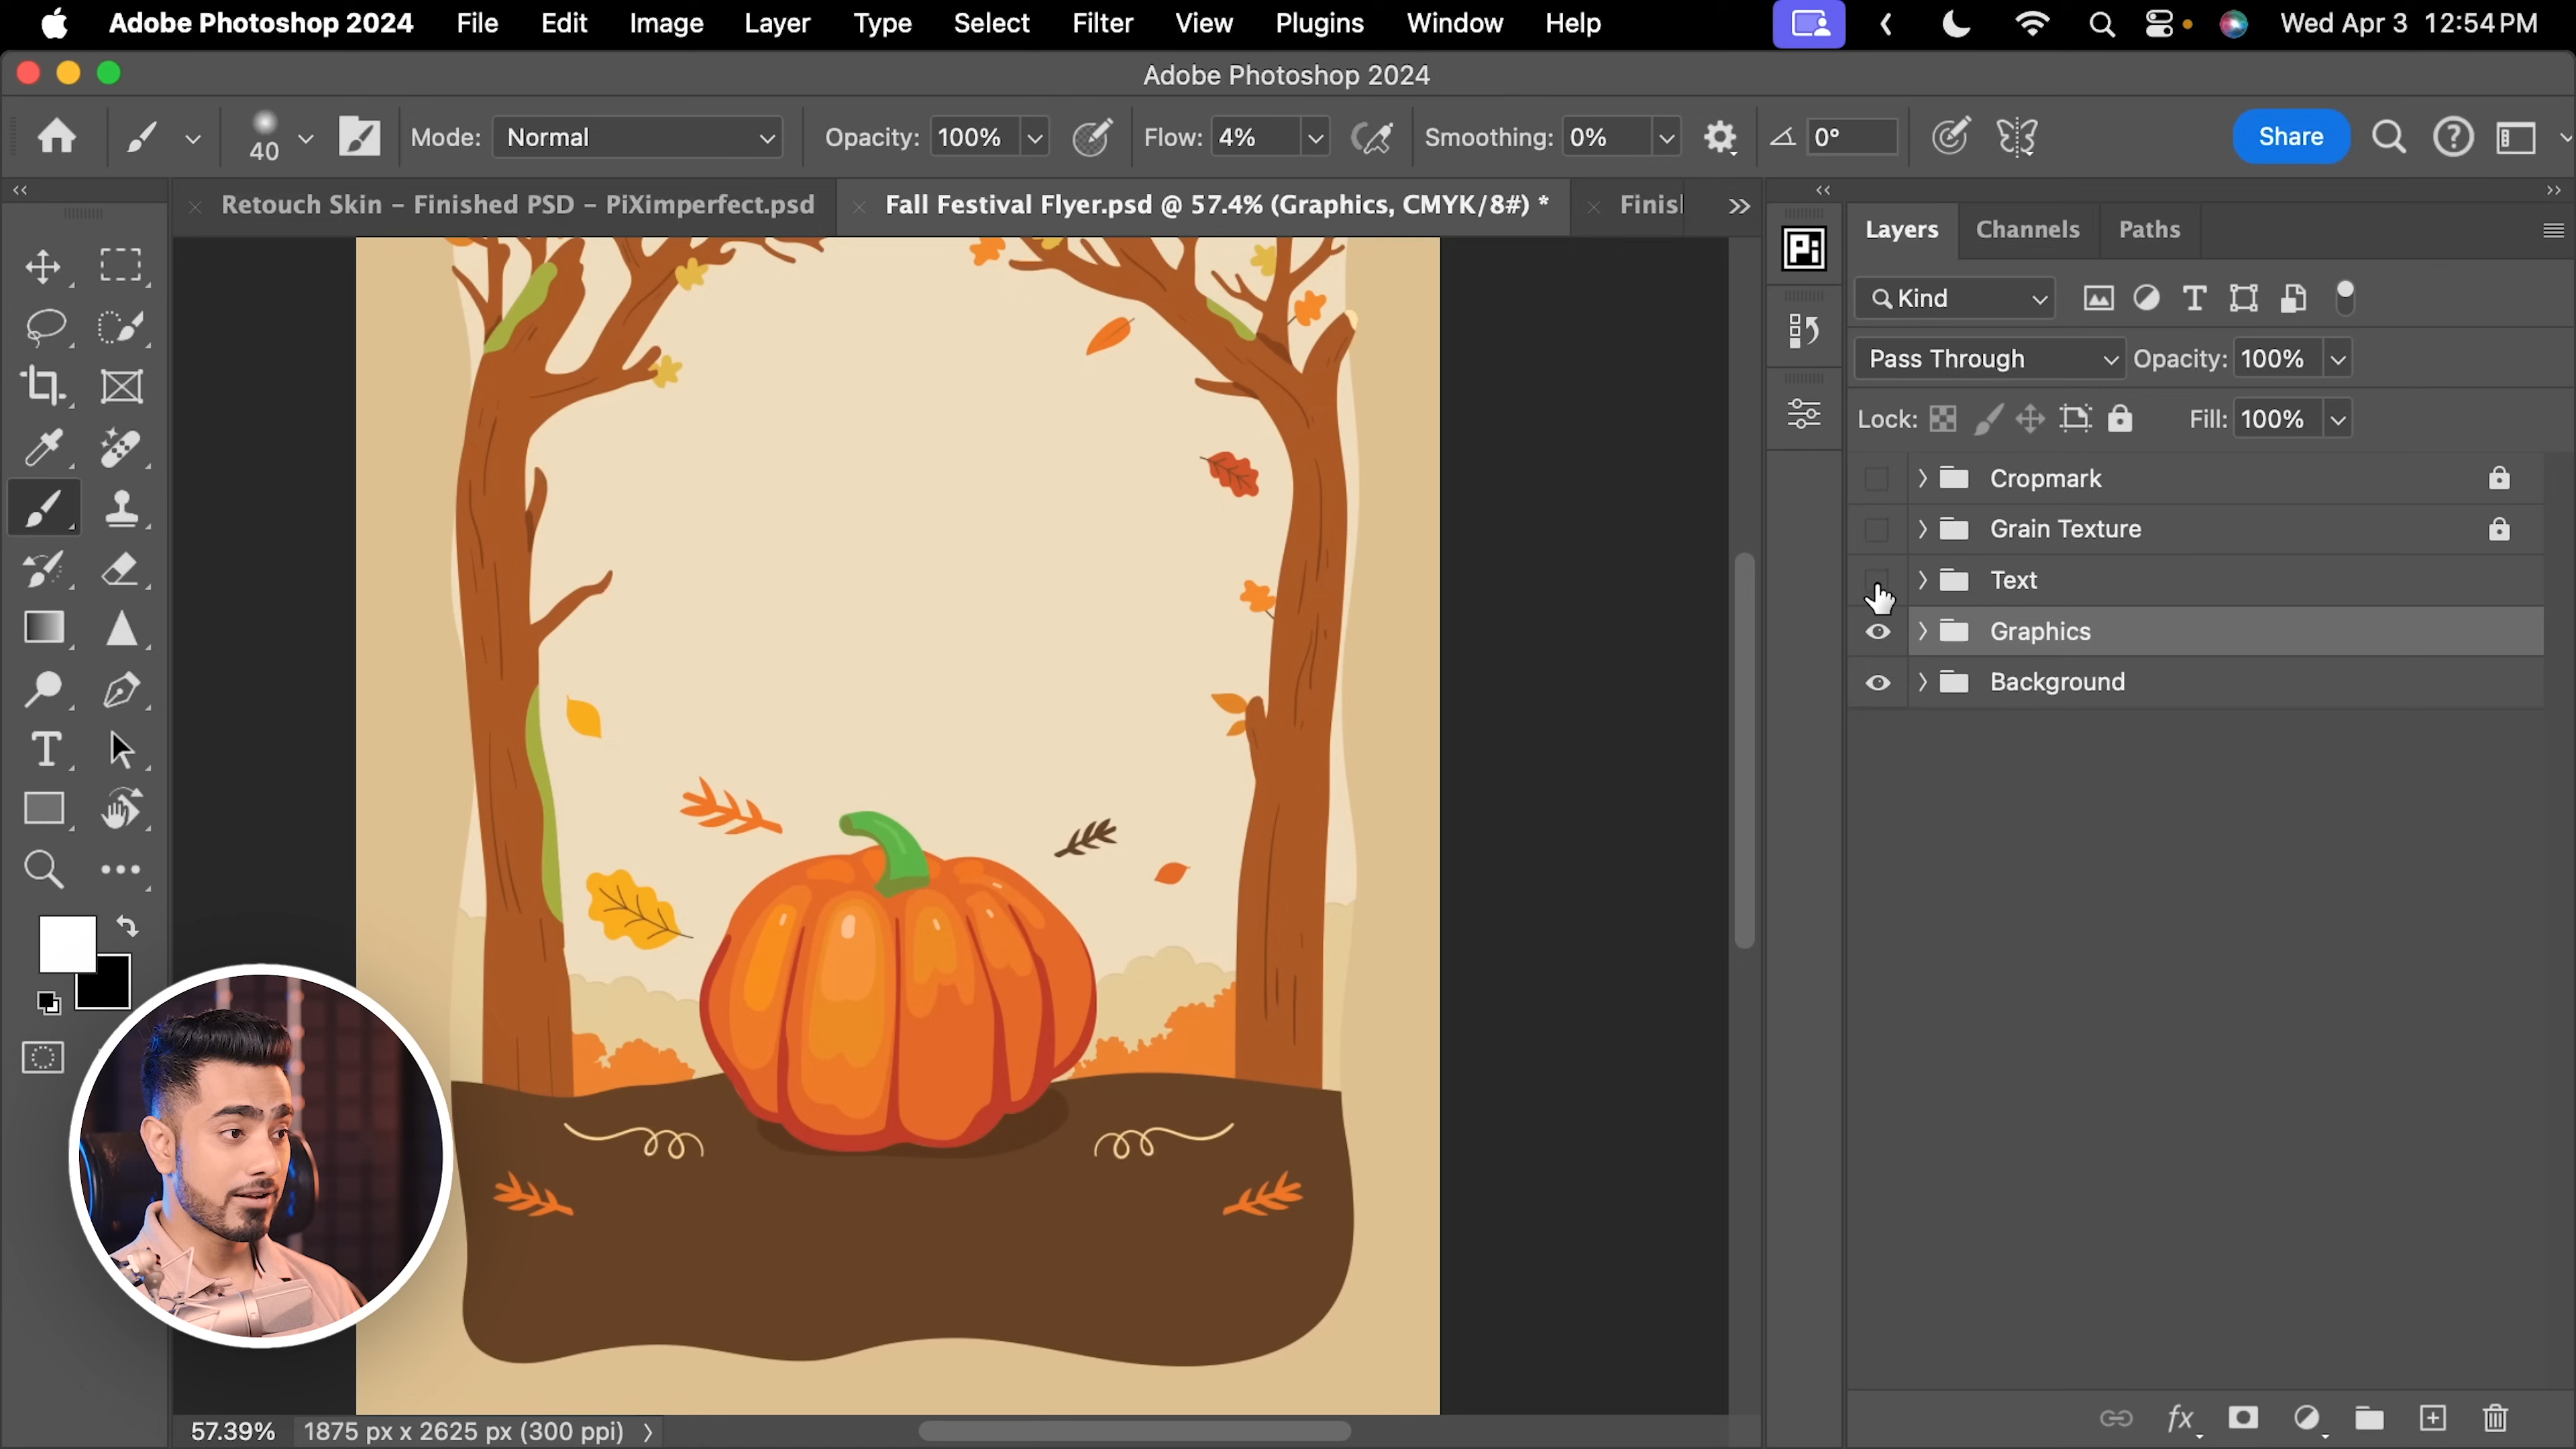 Adobe Photoshop 2024 File Edit Image Layer Type Select Filter View Plugins Window Help Wed Apr 3 12:54 PM
Adobe Photoshop 2024
40 Mode: Normal Opacity: 100% Flow: 4% Smoothing: 0% 0° Share
Retouch Skin – Finished PSD – PiXimperfect.psd Fall Festival Flyer.psd @ 57.4% (Graphics, CMYK/8#) *
Layers Channels Paths
Pi
Kind
Pass Through Opacity: 100%
Lock: Fill: 100%
Cropmark
Grain Texture
Text
Graphics
Background
57.39% 1875 px x 2625 px (300 ppi)
fx